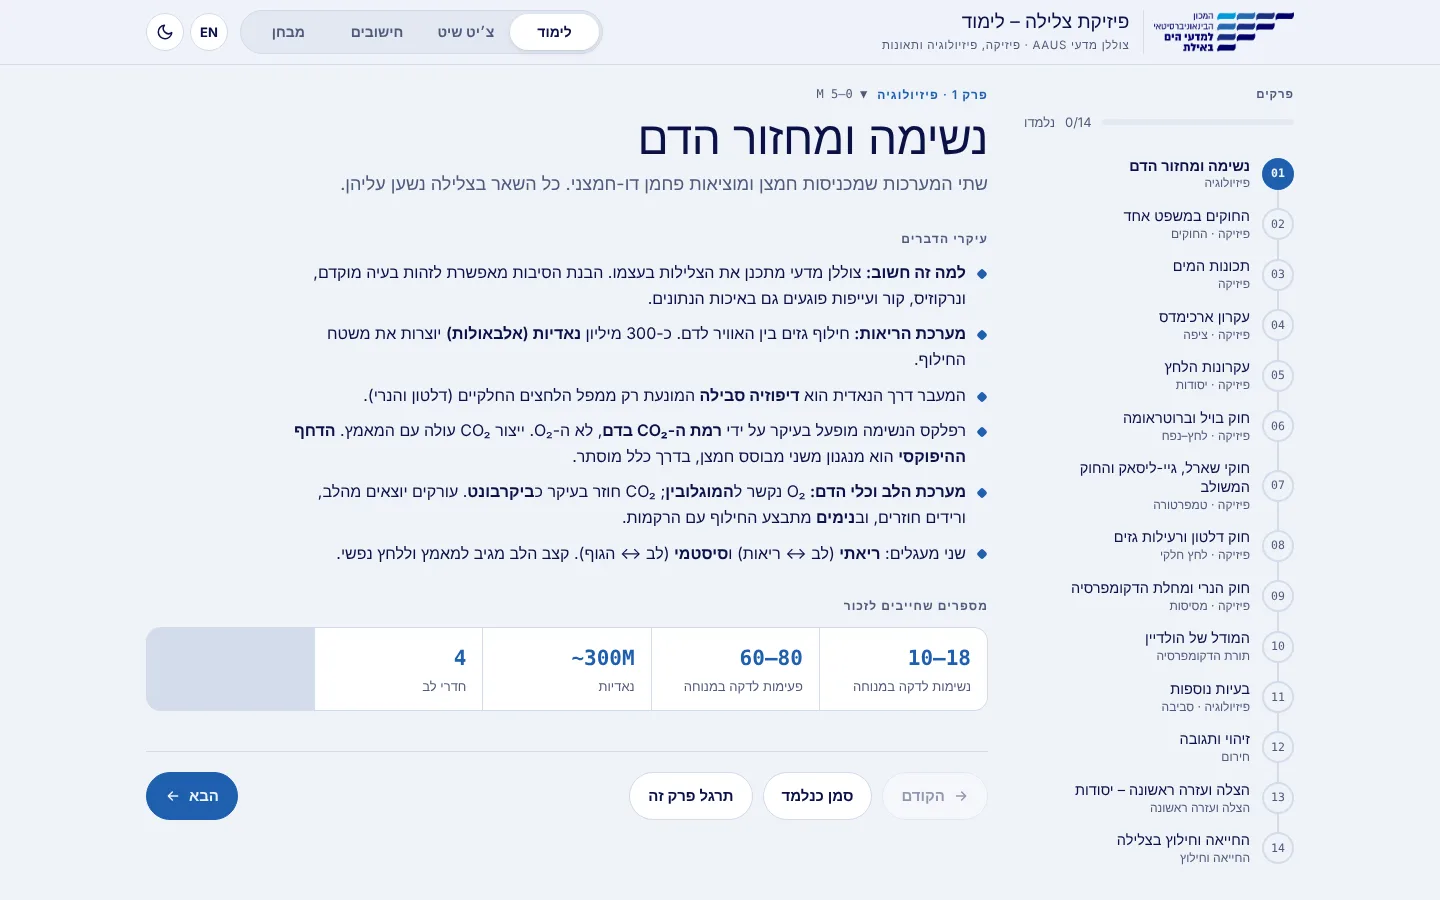 המכון
הבינאוניברסיטאי
למדעי הים
באילת
פיזיקת צלילה – לימוד
צוללן מדעי AAUS · פיזיקה, פיזיולוגיה ותאונות
לימוד
צ׳יט שיט
חישובים
מבחן
EN
פרקים
0/14 נלמדו
01
נשימה ומחזור הדם
פיזיולוגיה
02
החוקים במשפט אחד
פיזיקה · החוקים
03
תכונות המים
פיזיקה
04
עקרון ארכימדס
פיזיקה · ציפה
05
עקרונות הלחץ
פיזיקה · יסודות
06
חוק בויל וברוטראומה
פיזיקה · לחץ–נפח
07
חוקי שארל, גיי-ליסאק והחוק
המשולב
פיזיקה · טמפרטורה
08
חוק דלטון ורעילות גזים
פיזיקה · לחץ חלקי
09
חוק הנרי ומחלת הדקומפרסיה
פיזיקה · מסיסות
10
המודל של הולדיין
תורת הדקומפרסיה
11
בעיות נוספות
פיזיולוגיה · סביבה
12
זיהוי ותגובה
חירום
13
הצלה ועזרה ראשונה – יסודות
הצלה ועזרה ראשונה
14
החייאה וחילוץ בצלילה
החייאה וחילוץ
פרק 1 · פיזיולוגיה ▼ 0–5 M
נשימה ומחזור הדם
שתי המערכות שמכניסות חמצן ומוציאות פחמן דו-חמצני. כל השאר בצלילה נשען עליהן.
עיקרי הדברים
למה זה חשוב: צוללן מדעי מתכנן את הצלילות בעצמו. הבנת הסיבות מאפשרת לזהות בעיה מוקדם,
ונרקוזיס, קור ועייפות פוגעים גם באיכות הנתונים.
מערכת הריאות: חילוף גזים בין האוויר לדם. כ-300 מיליון נאדיות (אלבאולות) יוצרות את משטח
החילוף.
המעבר דרך הנאדית הוא דיפוזיה סבילה המונעת רק ממפל הלחצים החלקיים (דלטון והנרי).
רפלקס הנשימה מופעל בעיקר על ידי רמת ה-CO₂ בדם, לא ה-O₂. ייצור CO₂ עולה עם המאמץ. הדחף
ההיפוקסי הוא מנגנון משני מבוסס חמצן, בדרך כלל מוסתר.
מערכת הלב וכלי הדם: O₂ נקשר להמוגלובין; CO₂ חוזר בעיקר כביקרבונט. עורקים יוצאים מהלב,
ורידים חוזרים, ובנימים מתבצע החילוף עם הרקמות.
שני מעגלים: ריאתי (לב ↔ ריאות) וסיסטמי (לב ↔ הגוף). קצב הלב מגיב למאמץ וללחץ נפשי.
מספרים שחייבים לזכור
10–18
נשימות לדקה במנוחה
60–80
פעימות לדקה במנוחה
~300M
נאדיות
4
חדרי לב
→ הקודם
סמן כנלמד
תרגל פרק זה
הבא ←